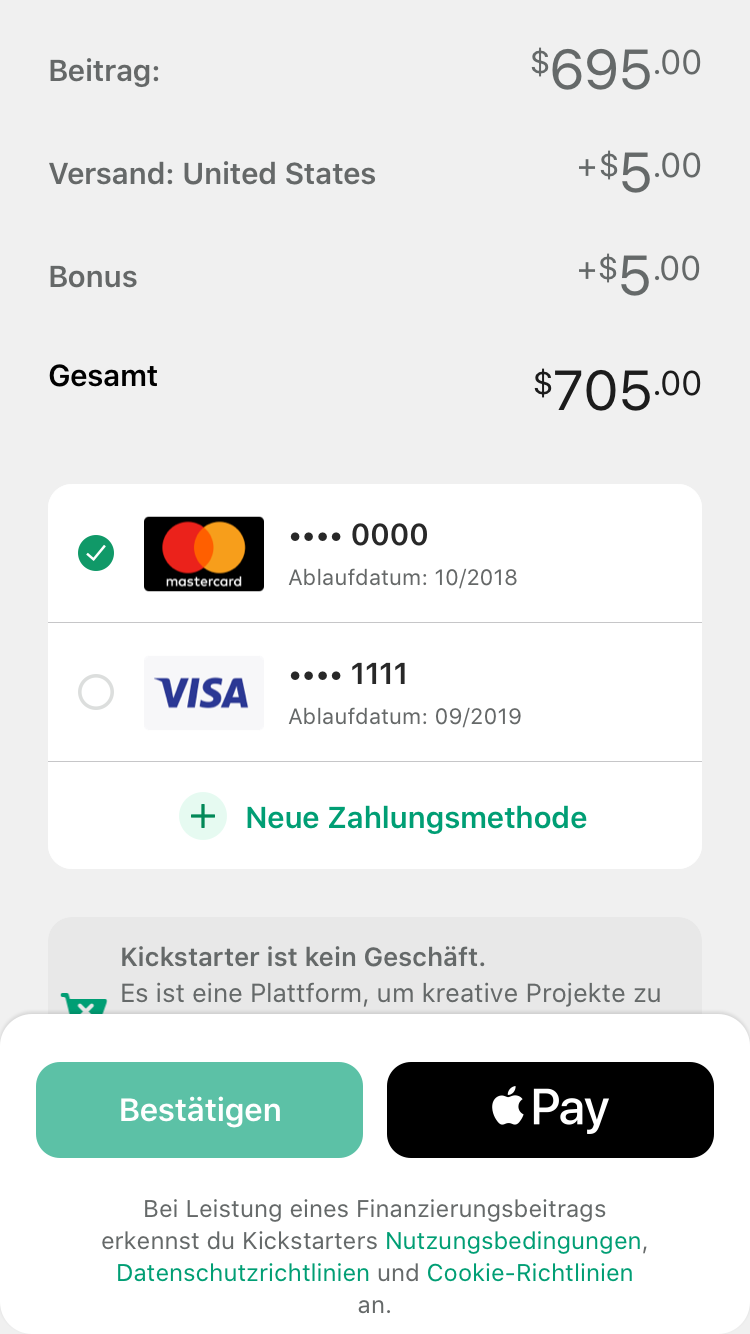 Beitrag: $695.00
Versand: United States +$5.00
Bonus +$5.00
Gesamt $705.00
mastercard
•••• 0000
Ablaufdatum: 10/2018
VISA
•••• 1111
Ablaufdatum: 09/2019
+ Neue Zahlungsmethode
Kickstarter ist kein Geschäft.
Es ist eine Plattform, um kreative Projekte zu
Bestätigen
Pay
Bei Leistung eines Finanzierungsbeitrags
erkennst du Kickstarters Nutzungsbedingungen,
Datenschutzrichtlinien und Cookie-Richtlinien
an.